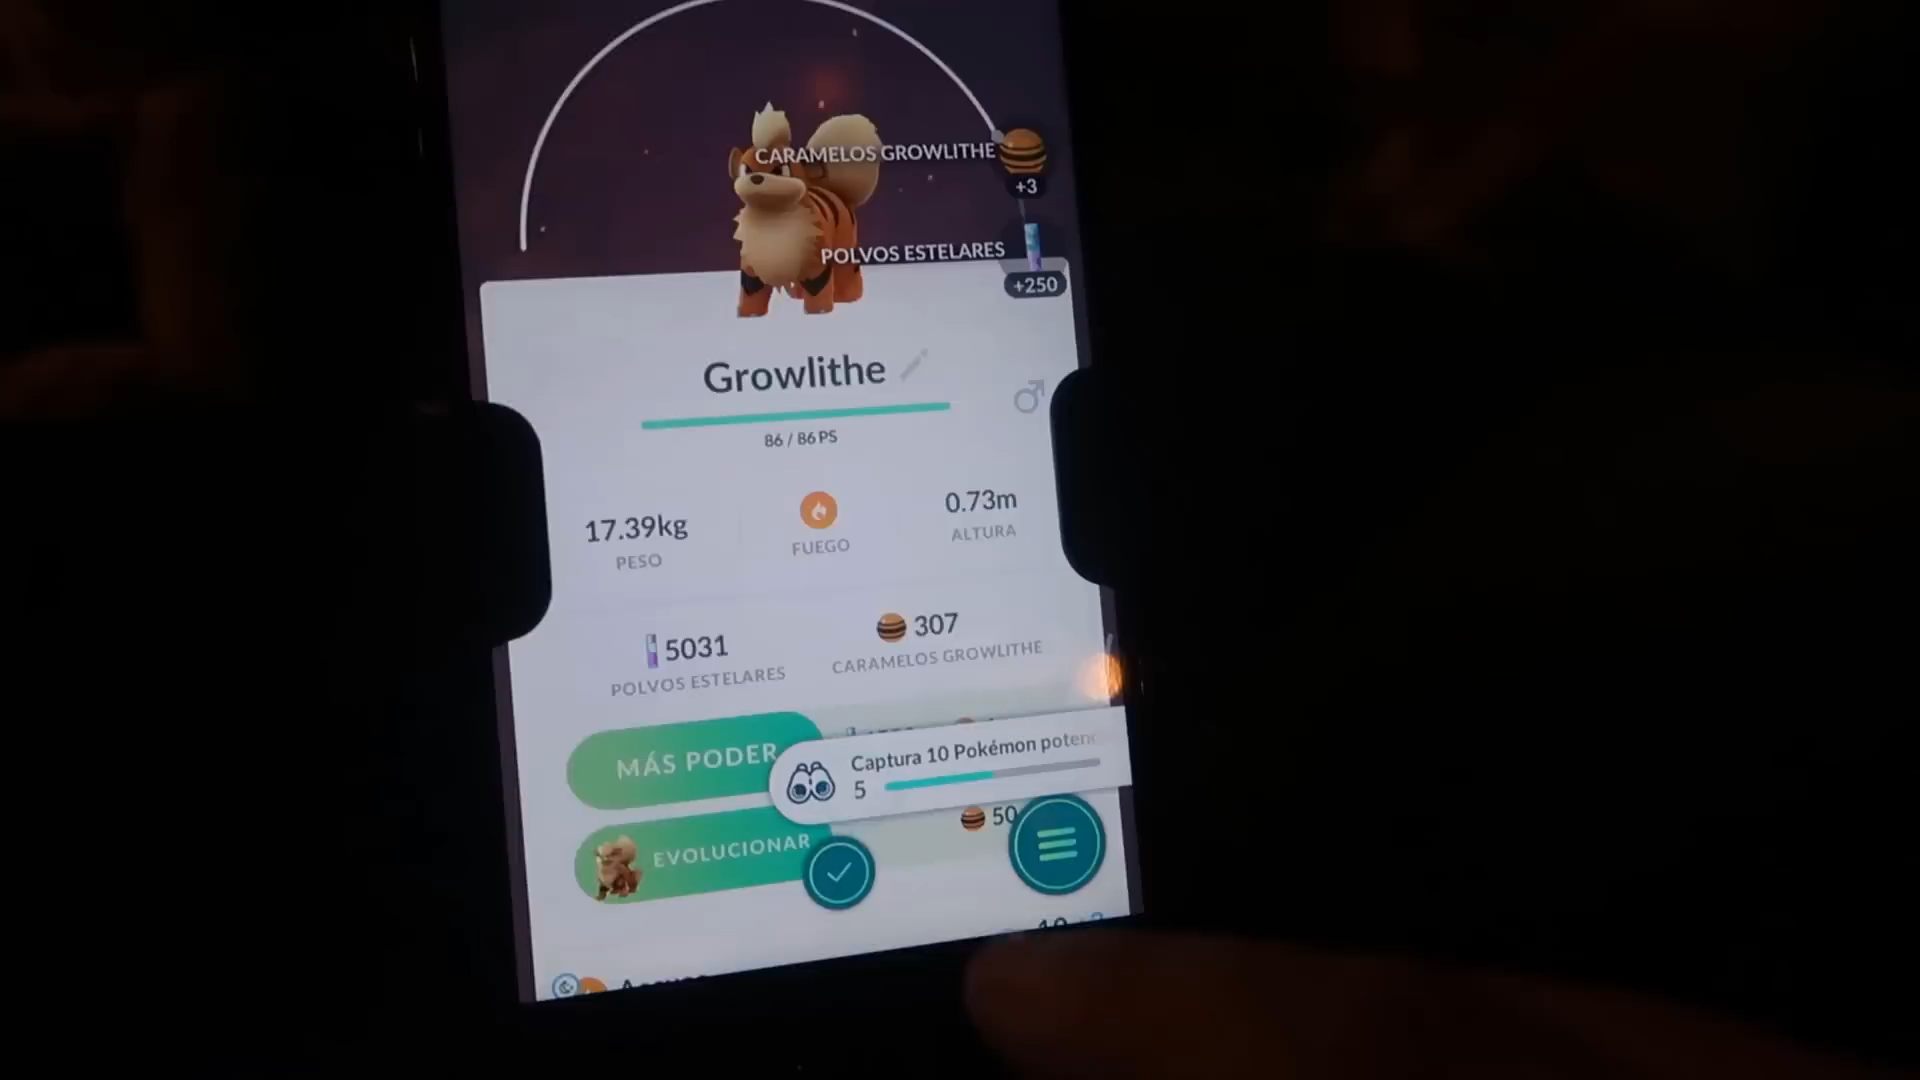 CARAMELOS GROWLITHE
+3
POLVOS ESTELARES
+250
Growlithe
86 / 86 PS
17.39kg
PESO
FUEGO
0.73m
ALTURA
5031
POLVOS ESTELARES
307
CARAMELOS GROWLITHE
MÁS PODER
Captura 10 Pokémon
5
EVOLUCIONAR
50